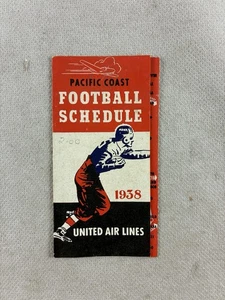 PACIFIC COAST
FOOTBALL
SCHEDULE
1938
UNITED AIR LINES